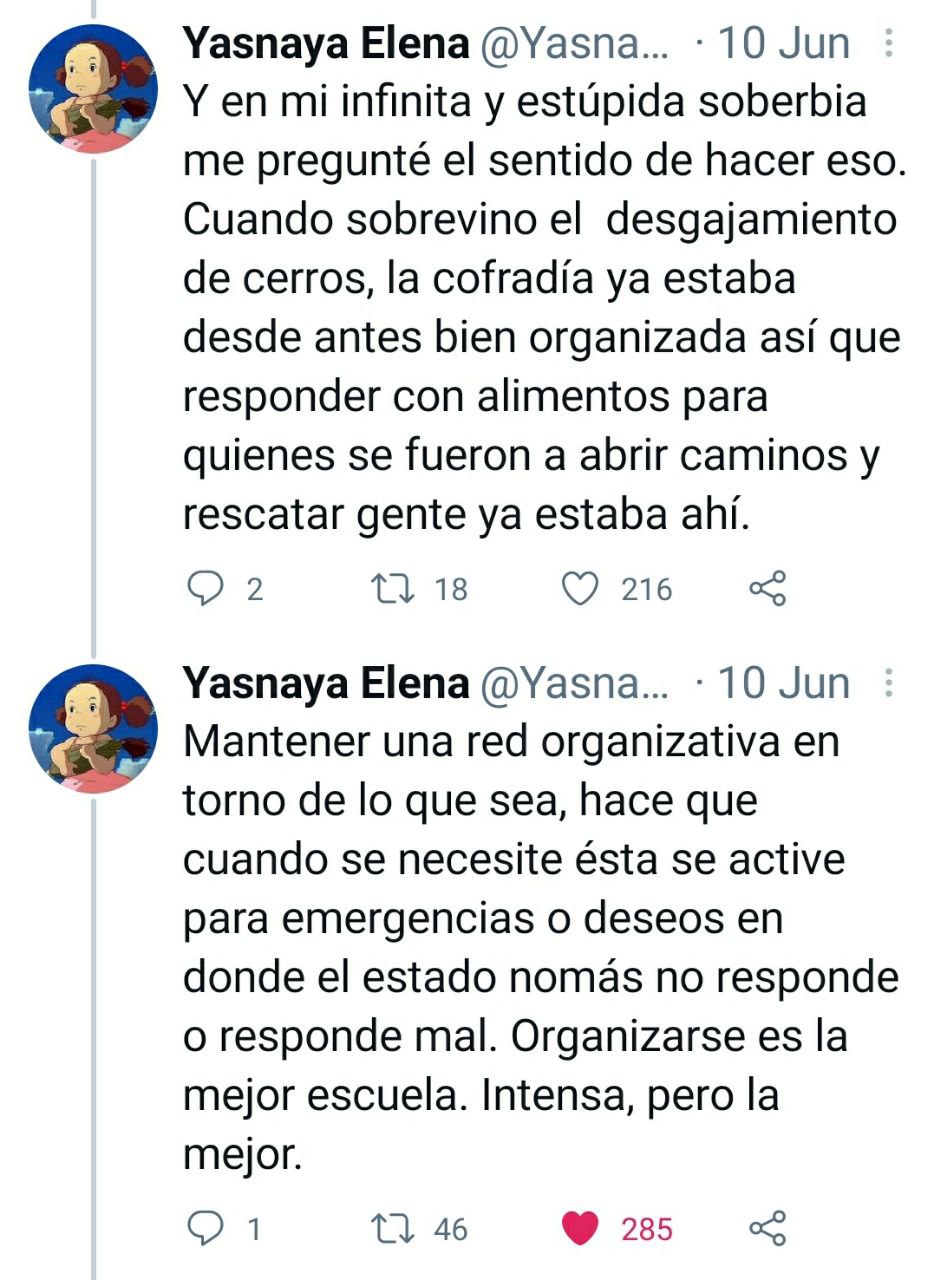 Yasnaya Elena @Yasna... · 10 Jun
Y en mi infinita y estúpida soberbia
me pregunté el sentido de hacer eso.
Cuando sobrevino el  desgajamiento
de cerros, la cofradía ya estaba
desde antes bien organizada así que
responder con alimentos para
quienes se fueron a abrir caminos y
rescatar gente ya estaba ahí.
2 18 216
Yasnaya Elena @Yasna... · 10 Jun
Mantener una red organizativa en
torno de lo que sea, hace que
cuando se necesite ésta se active
para emergencias o deseos en
donde el estado nomás no responde
o responde mal. Organizarse es la
mejor escuela. Intensa, pero la
mejor.
1 46 285